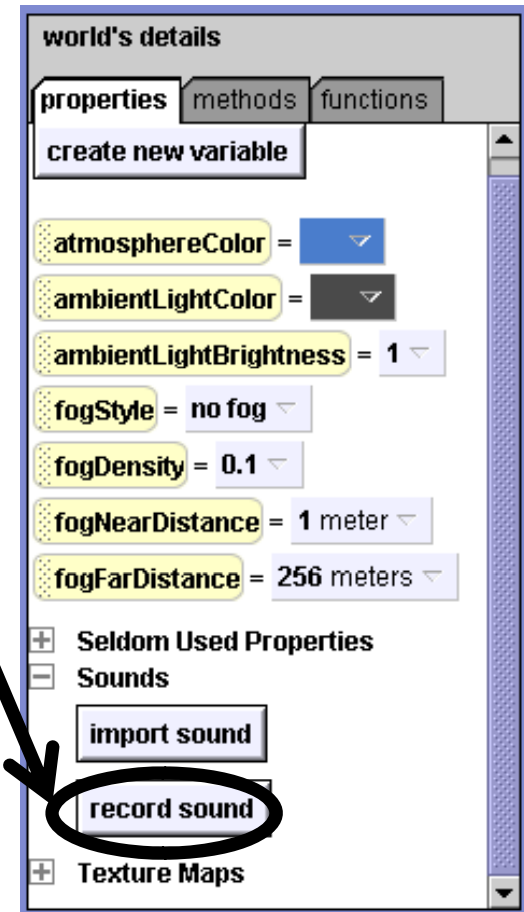 world's details
properties methods functions
create new variable
atmosphereColor =
ambientLightColor =
ambientLightBrightness = 1
fogStyle = no fog
fogDensity = 0.1
fogNearDistance = 1 meter
fogFarDistance = 256 meters
Seldom Used Properties
Sounds
import sound
record sound
Texture Maps